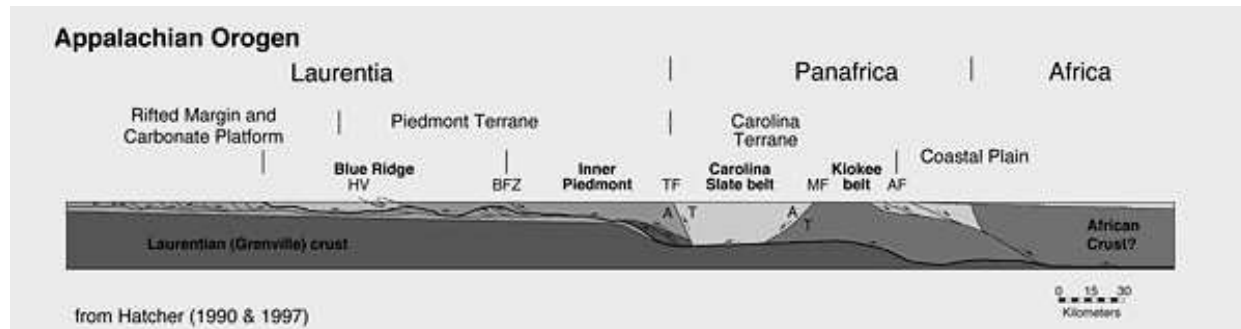 Appalachian Orogen
Laurentia Panafrica Africa
Rifted Margin and
Carbonate Platform
Piedmont Terrane
Carolina
Terrane
Coastal Plain
Blue Ridge
HV
BFZ
Inner
Piedmont
TF
Carolina
Slate belt
MF
Kiokee
belt
AF
A T
A
T
Laurentian (Grenville) crust
African
Crust?
0 15 30
Kilometers
from Hatcher (1990 & 1997)